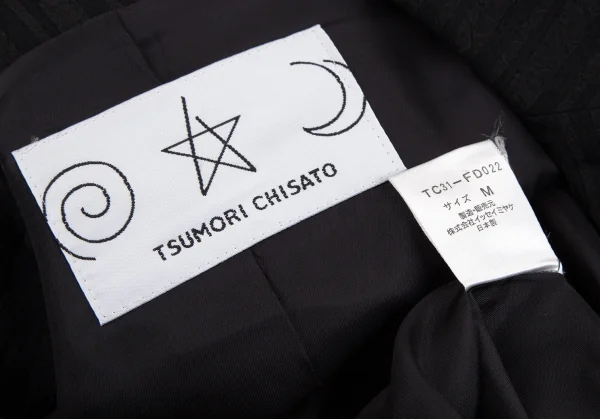 TSUMORI CHISATO
TC31-FD022
サイズ M
製造・販売元
株式会社イッセイミヤケ
日本製